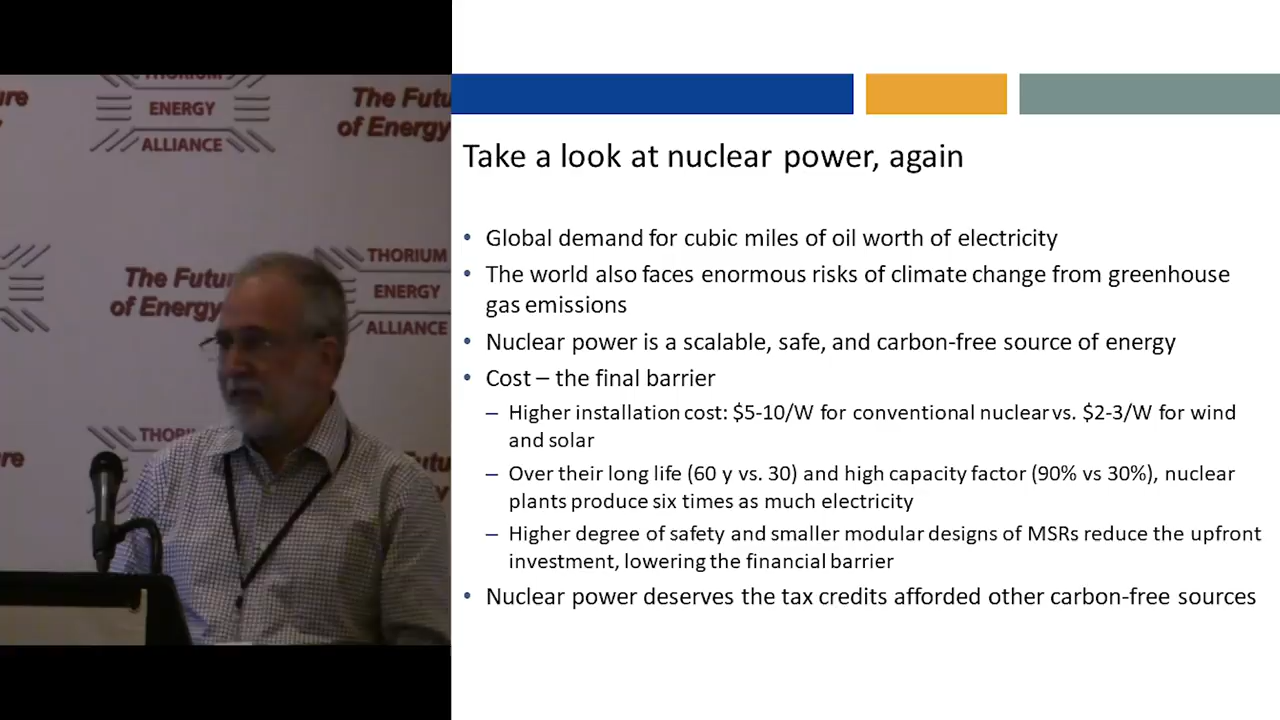 THORIUM
ENERGY
ALLIANCE
The Futu
of Energy
ure
The Futur
of Energy
THORIUM
ENERGY
ALLIANCE
THORI
ure
Take a look at nuclear power, again
• Global demand for cubic miles of oil worth of electricity
• The world also faces enormous risks of climate change from greenhouse
gas emissions
• Nuclear power is a scalable, safe, and carbon-free source of energy
• Cost – the final barrier
– Higher installation cost: $5-10/W for conventional nuclear vs. $2-3/W for wind
and solar
– Over their long life (60 y vs. 30) and high capacity factor (90% vs 30%), nuclear
plants produce six times as much electricity
– Higher degree of safety and smaller modular designs of MSRs reduce the upfront
investment, lowering the financial barrier
• Nuclear power deserves the tax credits afforded other carbon-free sources